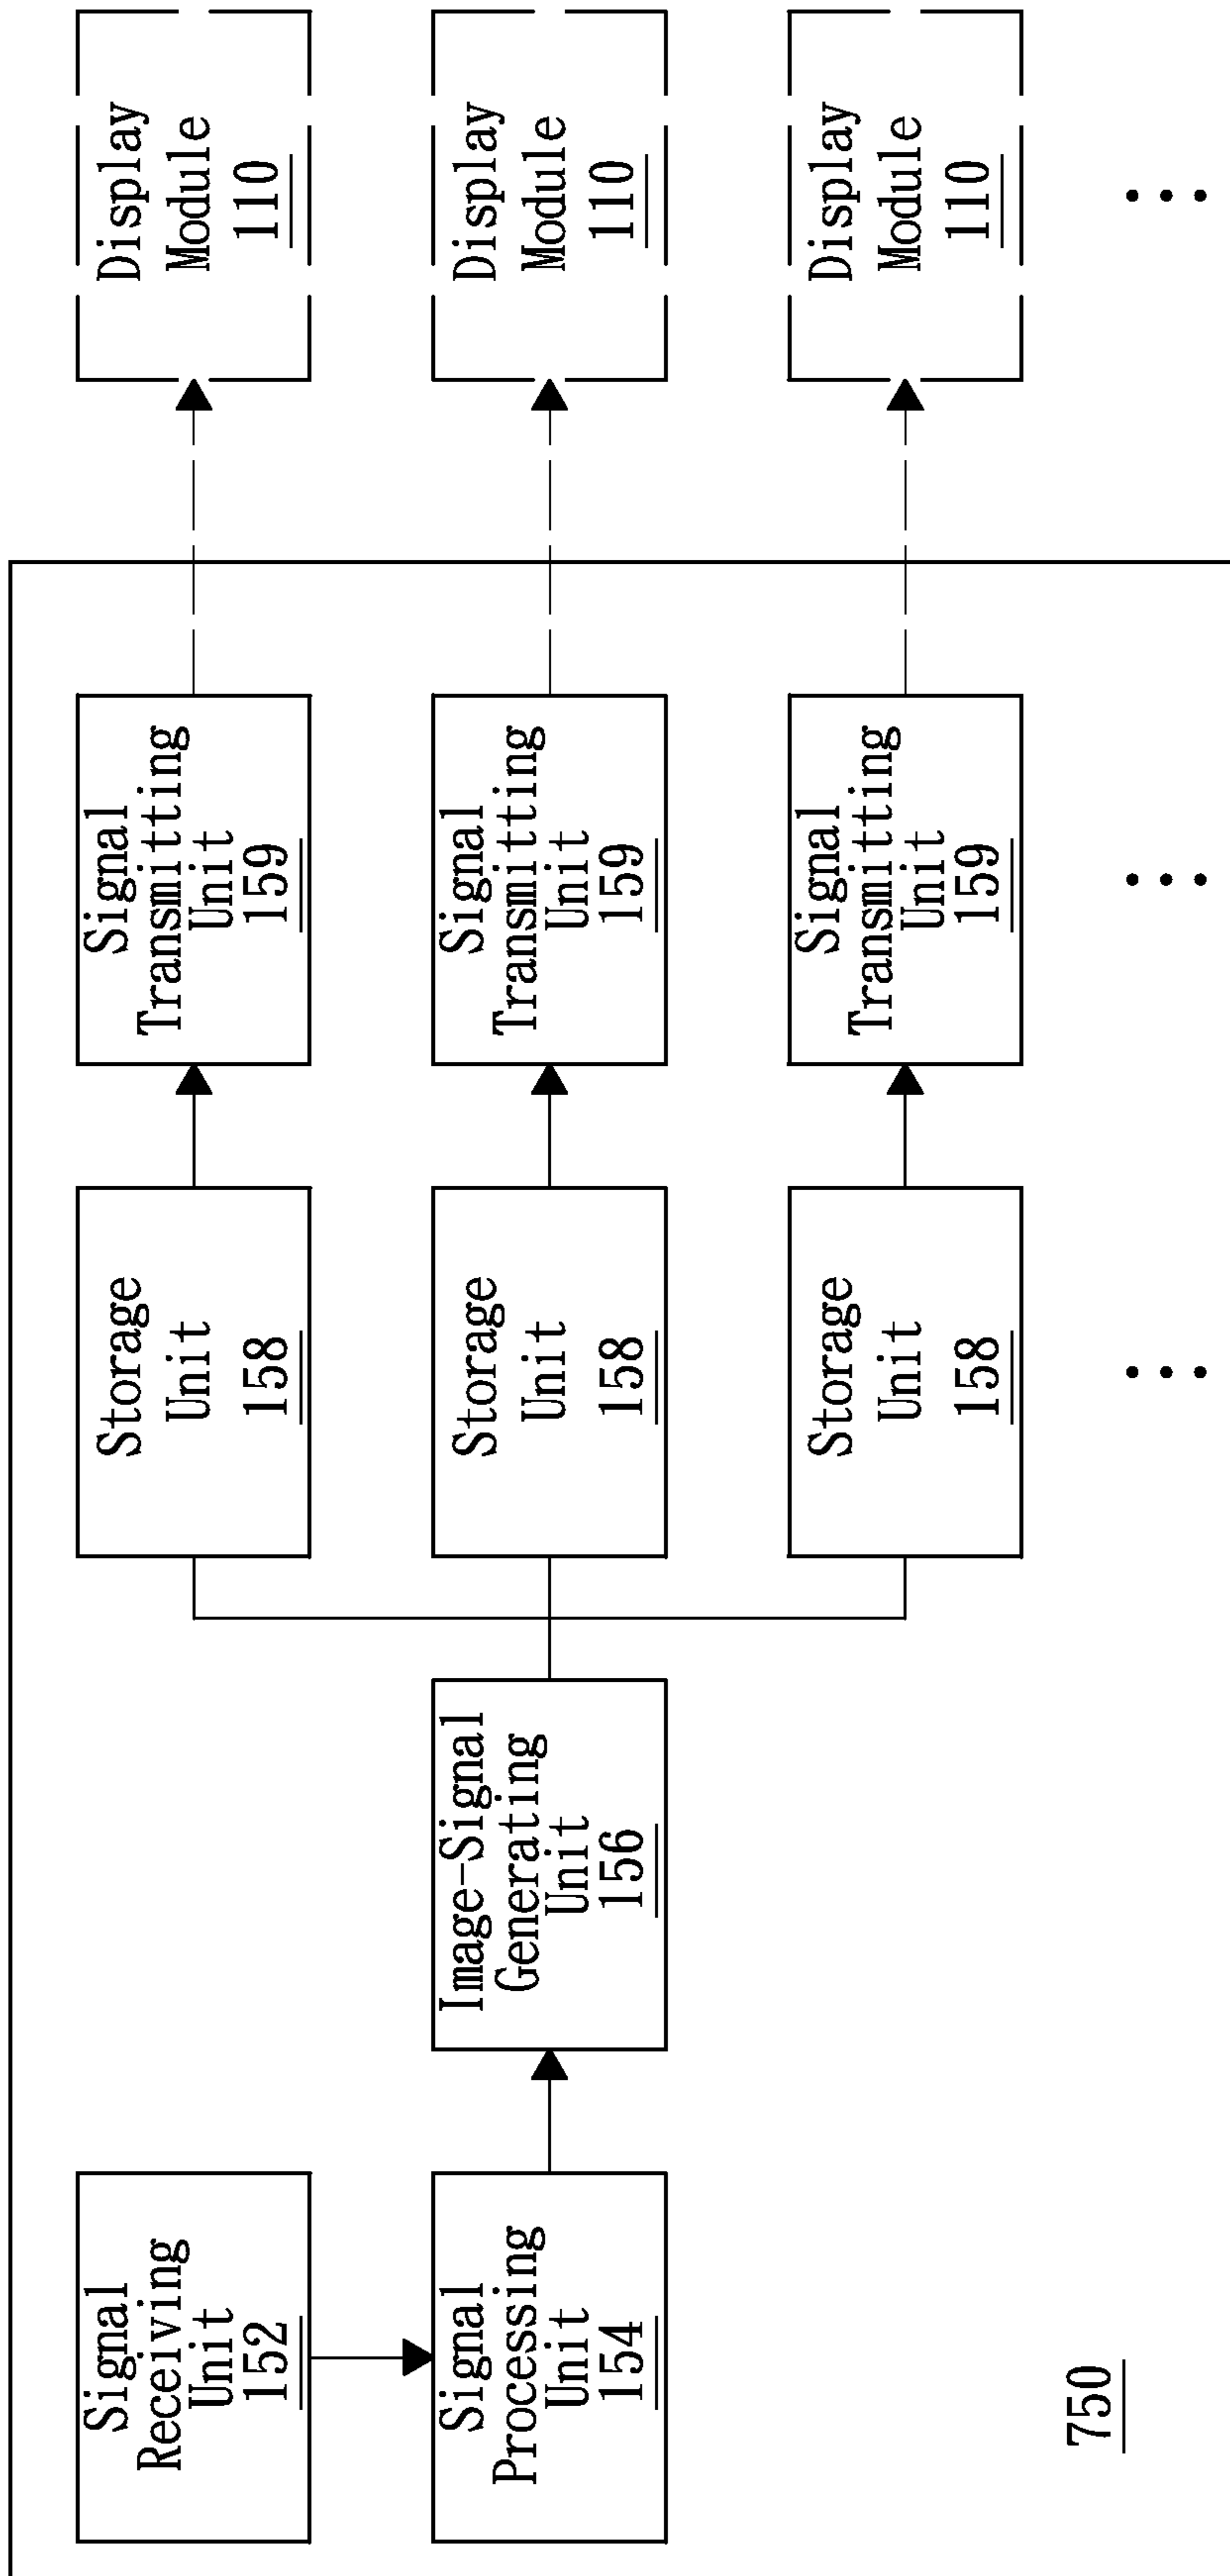 Signal
Receiving
Unit
152
Signal
Processing
Unit
154
Image-Signal
Generating
Unit
156
Storage
Unit
158
Signal
Transmitting
Unit
159
Display
Module
110
Storage
Unit
158
Signal
Transmitting
Unit
159
Display
Module
110
Storage
Unit
158
Signal
Transmitting
Unit
159
Display
Module
110
750